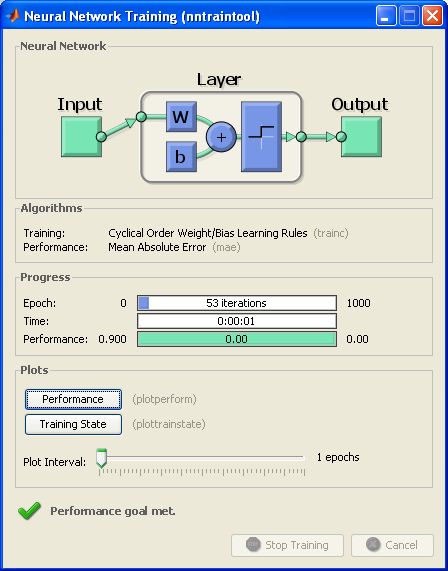 Neural Network Training (nntraintool)
Neural Network
Layer
Input
Output
W
b
+
Algorithms
Training: Cyclical Order Weight/Bias Learning Rules (trainc)
Performance: Mean Absolute Error (mae)
Progress
Epoch: 0 53 iterations 1000
Time: 0:00:01
Performance: 0.900 0.00 0.00
Plots
Performance (plotperform)
Training State (plottrainstate)
Plot Interval: 1 epochs
Performance goal met.
Stop Training Cancel